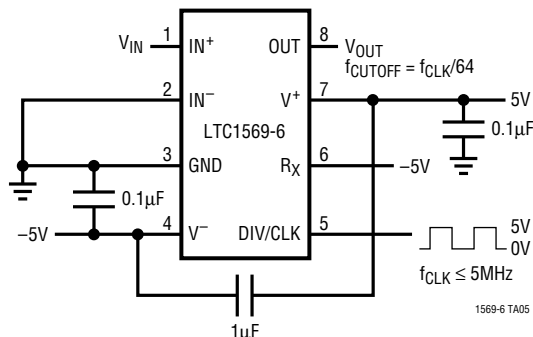 V_IN
1
IN⁺
OUT
8
V_OUT
f_CUTOFF = f_CLK/64
2
IN⁻
V⁺
7
5V
0.1µF
LTC1569-6
3
GND
R_X
6
–5V
0.1µF
–5V
4
V⁻
DIV/CLK
5
5V
0V
f_CLK ≤ 5MHz
1µF
1569-6 TA05